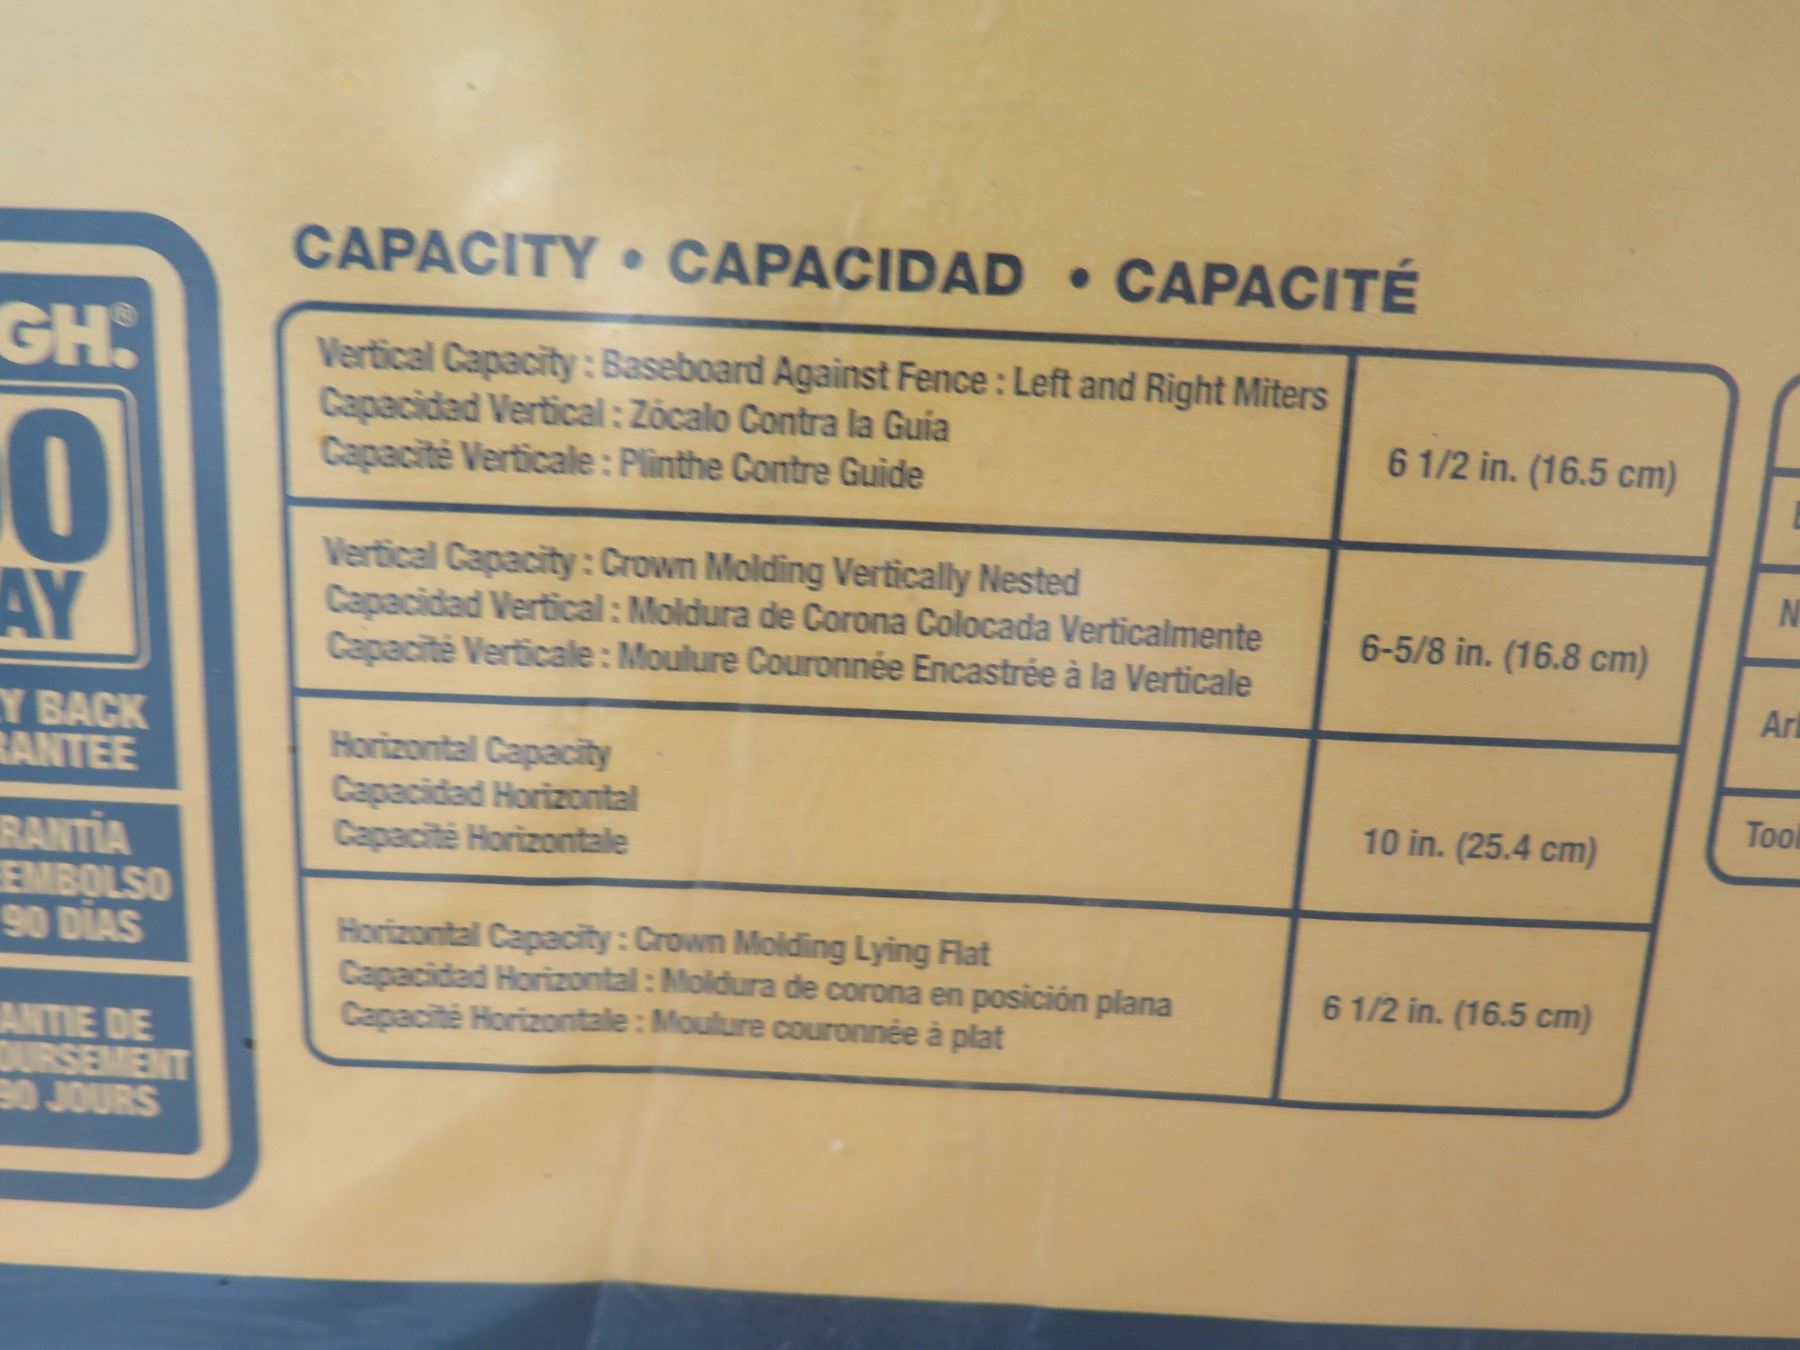 GH.®
0
AY
Y BACK
RANTEE
RANTÍA
EMBOLSO
90 DÍAS
ANTIE DE
OURSEMENT
90 JOURS
CAPACITY • CAPACIDAD • CAPACITÉ
Vertical Capacity : Baseboard Against Fence : Left and Right Miters
Capacidad Vertical : Zócalo Contra la Guía
Capacité Verticale : Plinthe Contre Guide
6 1/2 in. (16.5 cm)
Vertical Capacity : Crown Molding Vertically Nested
Capacidad Vertical : Moldura de Corona Colocada Verticalmente
Capacité Verticale : Moulure Couronnée Encastrée à la Verticale
6-5/8 in. (16.8 cm)
Horizontal Capacity
Capacidad Horizontal
Capacité Horizontale
10 in. (25.4 cm)
Horizontal Capacity : Crown Molding Lying Flat
Capacidad Horizontal : Moldura de corona en posición plana
Capacité Horizontale : Moulure couronnée à plat
6 1/2 in. (16.5 cm)
N
Tool